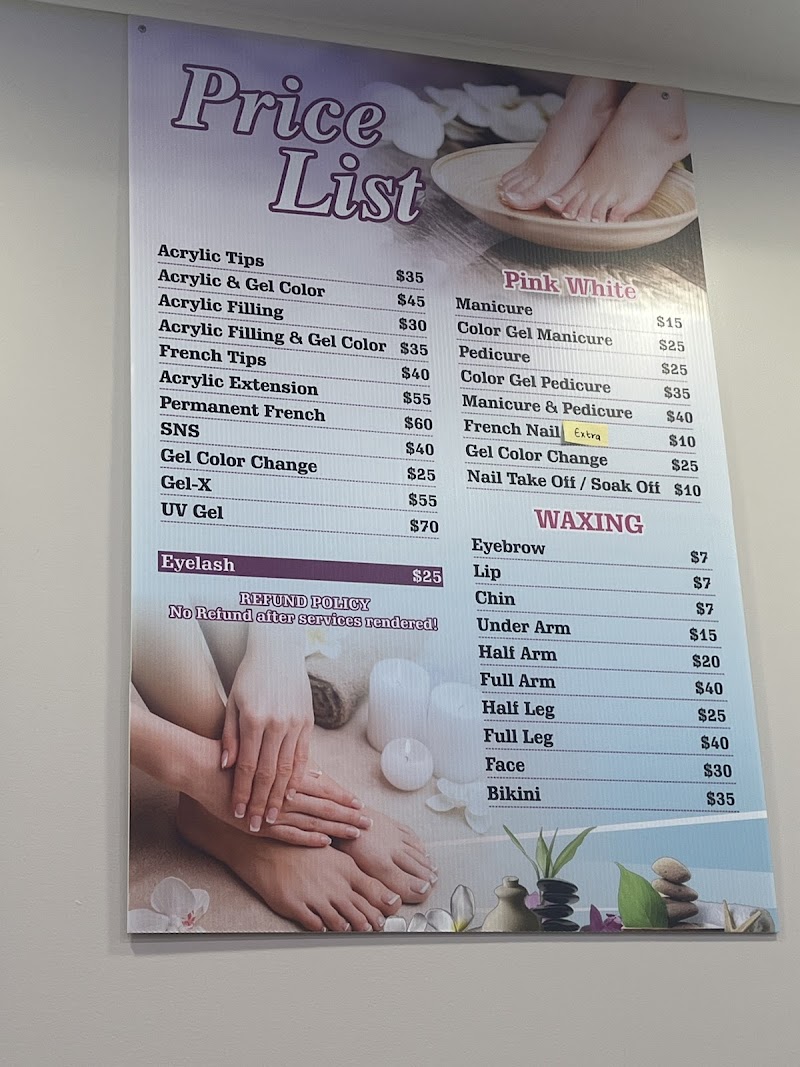 Price
List
Acrylic Tips $35
Acrylic & Gel Color $45
Acrylic Filling $30
Acrylic Filling & Gel Color $35
French Tips $40
Acrylic Extension $55
Permanent French $60
SNS $40
Gel Color Change $25
Gel-X $55
UV Gel $70
Eyelash $25
REFUND POLICY
No Refund after services rendered!
Pink White
Manicure $15
Color Gel Manicure $25
Pedicure $25
Color Gel Pedicure $35
Manicure & Pedicure $40
French Nail Extra $10
Gel Color Change $25
Nail Take Off / Soak Off $10
WAXING
Eyebrow $7
Lip $7
Chin $7
Under Arm $15
Half Arm $20
Full Arm $40
Half Leg $25
Full Leg $40
Face $30
Bikini $35